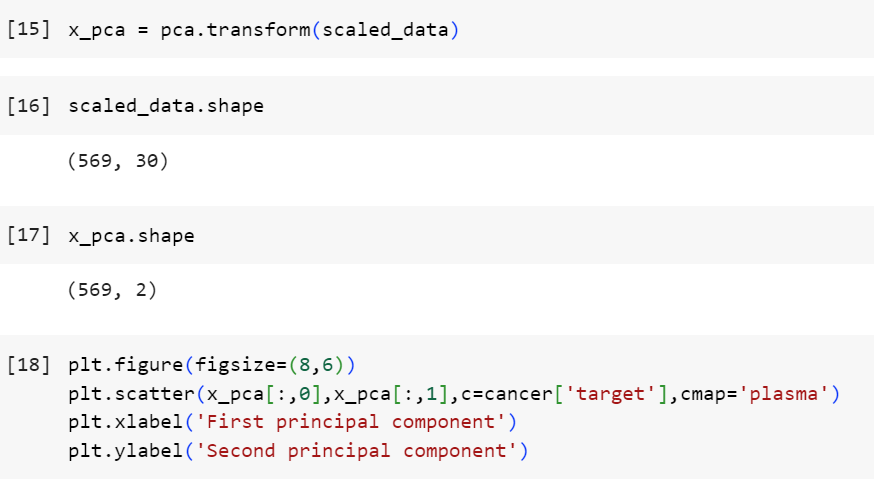 [15] x_pca = pca.transform(scaled_data)
[16] scaled_data.shape
(569, 30)
[17] x_pca.shape
(569, 2)
[18] plt.figure(figsize=(8,6))
plt.scatter(x_pca[:,0],x_pca[:,1],c=cancer['target'],cmap='plasma')
plt.xlabel('First principal component')
plt.ylabel('Second principal component')